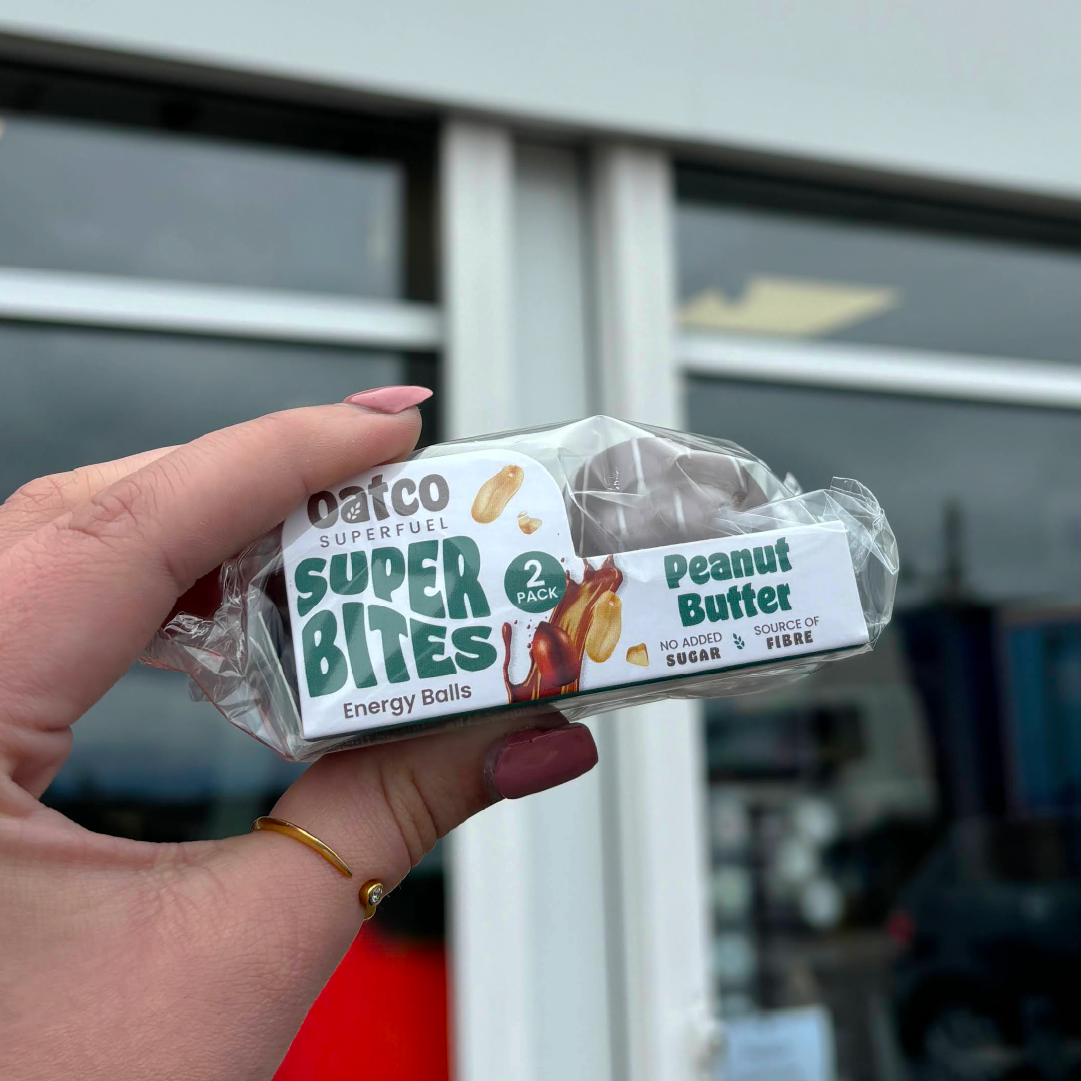 oatco
SUPERFUEL
SUPER
BITES
Energy Balls
2
PACK
Peanut
Butter
NO ADDED
SUGAR
SOURCE OF
FIBRE